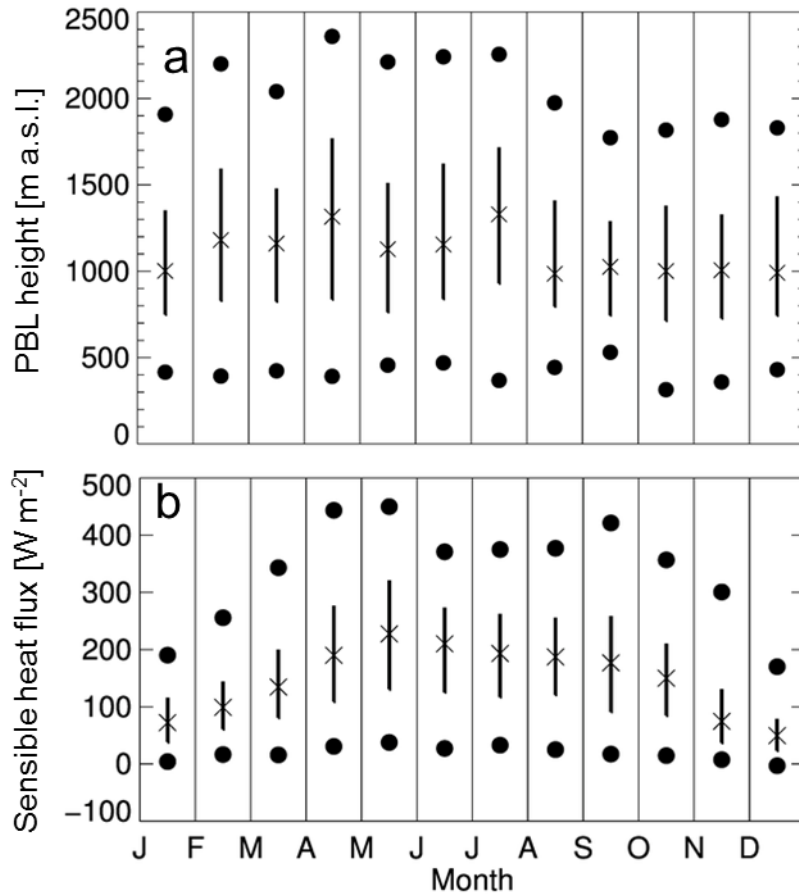 2500
a
2000
1500
1000
500
0
PBL height [m a.s.l.]
500
b
400
300
200
100
0
−100
Sensible heat flux [W m-2]
J F M A M J J A S O N D
Month